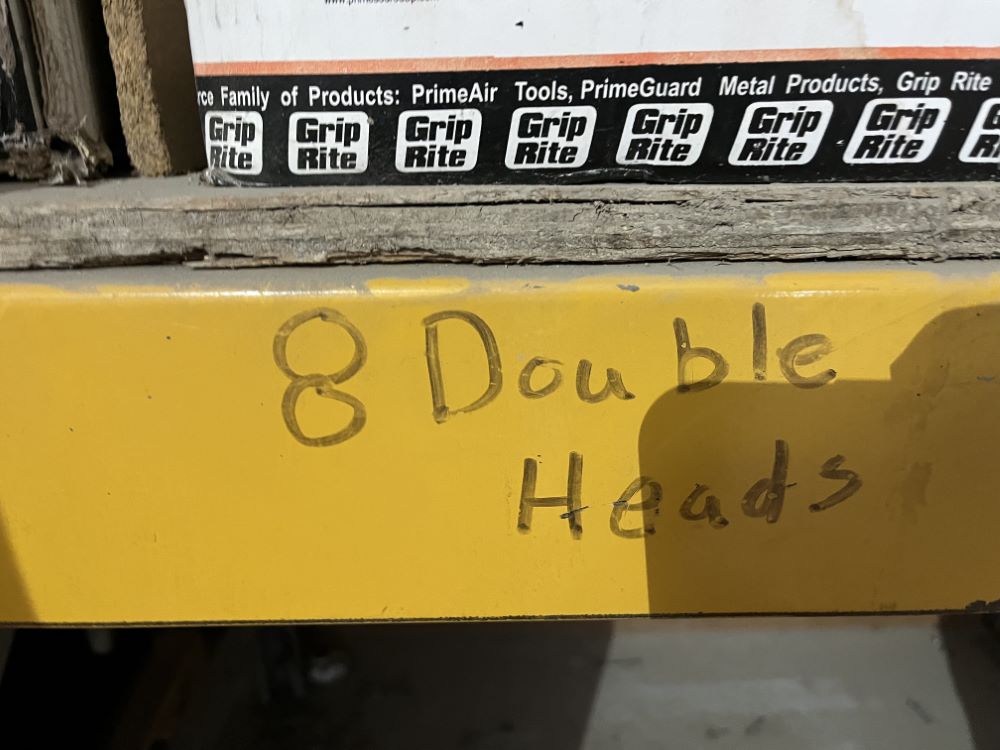 rce Family of Products: PrimeAir Tools, PrimeGuard Metal Products, Grip Rite
Grip Rite Grip Rite Grip Rite Grip Rite Grip Rite Grip Rite Grip Rite
8 Double
Heads